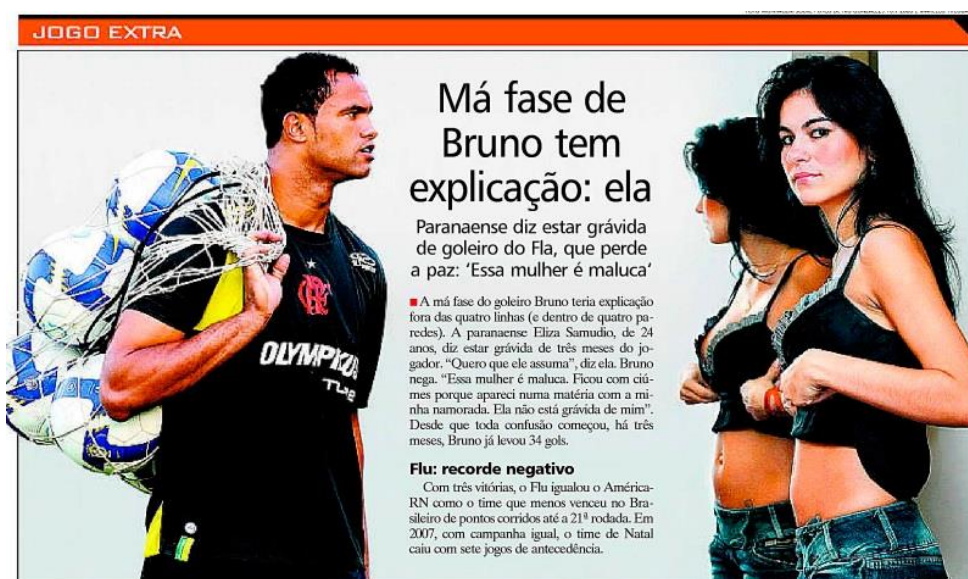 JOGO EXTRA
Má fase de
Bruno tem
explicação: ela
Paranaense diz estar grávida
de goleiro do Fla, que perde
a paz: ‘Essa mulher é maluca’
■ A má fase do goleiro Bruno teria explicação
fora das quatro linhas (e dentro de quatro pa-
redes). A paranaense Eliza Samudio, de 24
anos, diz estar grávida de três meses do jo-
gador. “Quero que ele assuma”, diz ela. Bruno
nega. “Essa mulher é maluca. Ficou com ciú-
mes porque apareci numa matéria com a mi-
nha namorada. Ela não está grávida de mim”.
Desde que toda confusão começou, há três
meses, Bruno já levou 34 gols.
Flu: recorde negativo
Com três vitórias, o Flu igualou o América-
RN como o time que menos venceu no Bra-
sileiro de pontos corridos até a 21ª rodada. Em
2007, com campanha igual, o time de Natal
caiu com sete jogos de antecedência.
OLYMPIKUS
TUBE